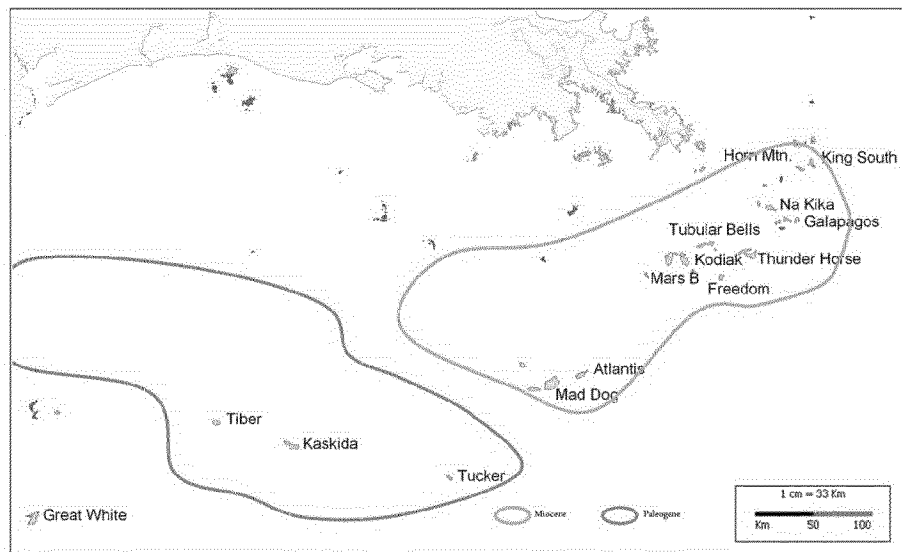 Horn Mtn. King South
Na Kika
Galapagos
Tubular Bells
Kodiak Thunder Horse
Mars B
Freedom
Atlantis
Mad Dog
Tiber
Kaskida
Tucker
Great White
Miocene Paleogene
1 cm = 33 Km
Km 50 100